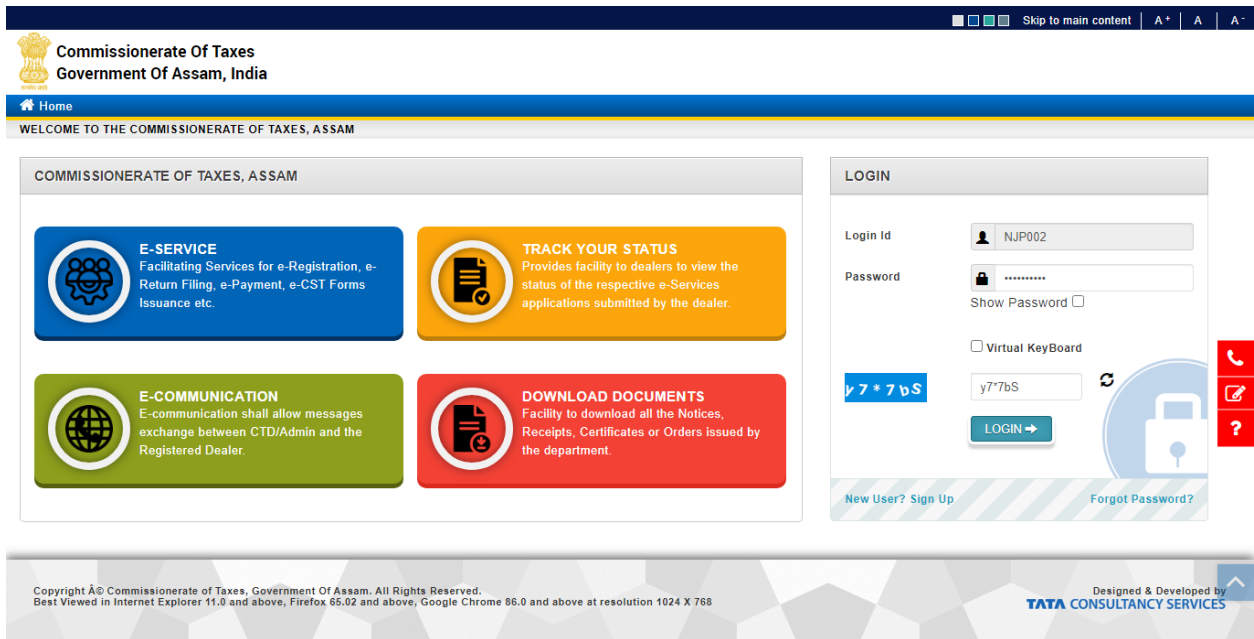 Skip to main content
A+
A
A-
Commissionerate Of Taxes
Government Of Assam, India
Home
WELCOME TO THE COMMISSIONERATE OF TAXES, ASSAM
COMMISSIONERATE OF TAXES, ASSAM
E-SERVICE
Facilitating Services for e-Registration, e-
Return Filing, e-Payment, e-CST Forms
Issuance etc.
TRACK YOUR STATUS
Provides facility to dealers to view the
status of the respective e-Services
applications submitted by the dealer.
E-COMMUNICATION
E-communication shall allow messages
exchange between CTD/Admin and the
Registered Dealer.
DOWNLOAD DOCUMENTS
Facility to download all the Notices,
Receipts, Certificates or Orders issued by
the department.
LOGIN
Login Id
NJP002
Password
··········
Show Password
Virtual KeyBoard
y7*7bS
y7*7bS
LOGIN
New User? Sign Up
Forgot Password?
?
Copyright Â© Commissionerate of Taxes, Government Of Assam. All Rights Reserved.
Best Viewed in Internet Explorer 11.0 and above, Firefox 65.02 and above, Google Chrome 86.0 and above at resolution 1024 X 768
Designed & Developed by
TATA CONSULTANCY SERVICES